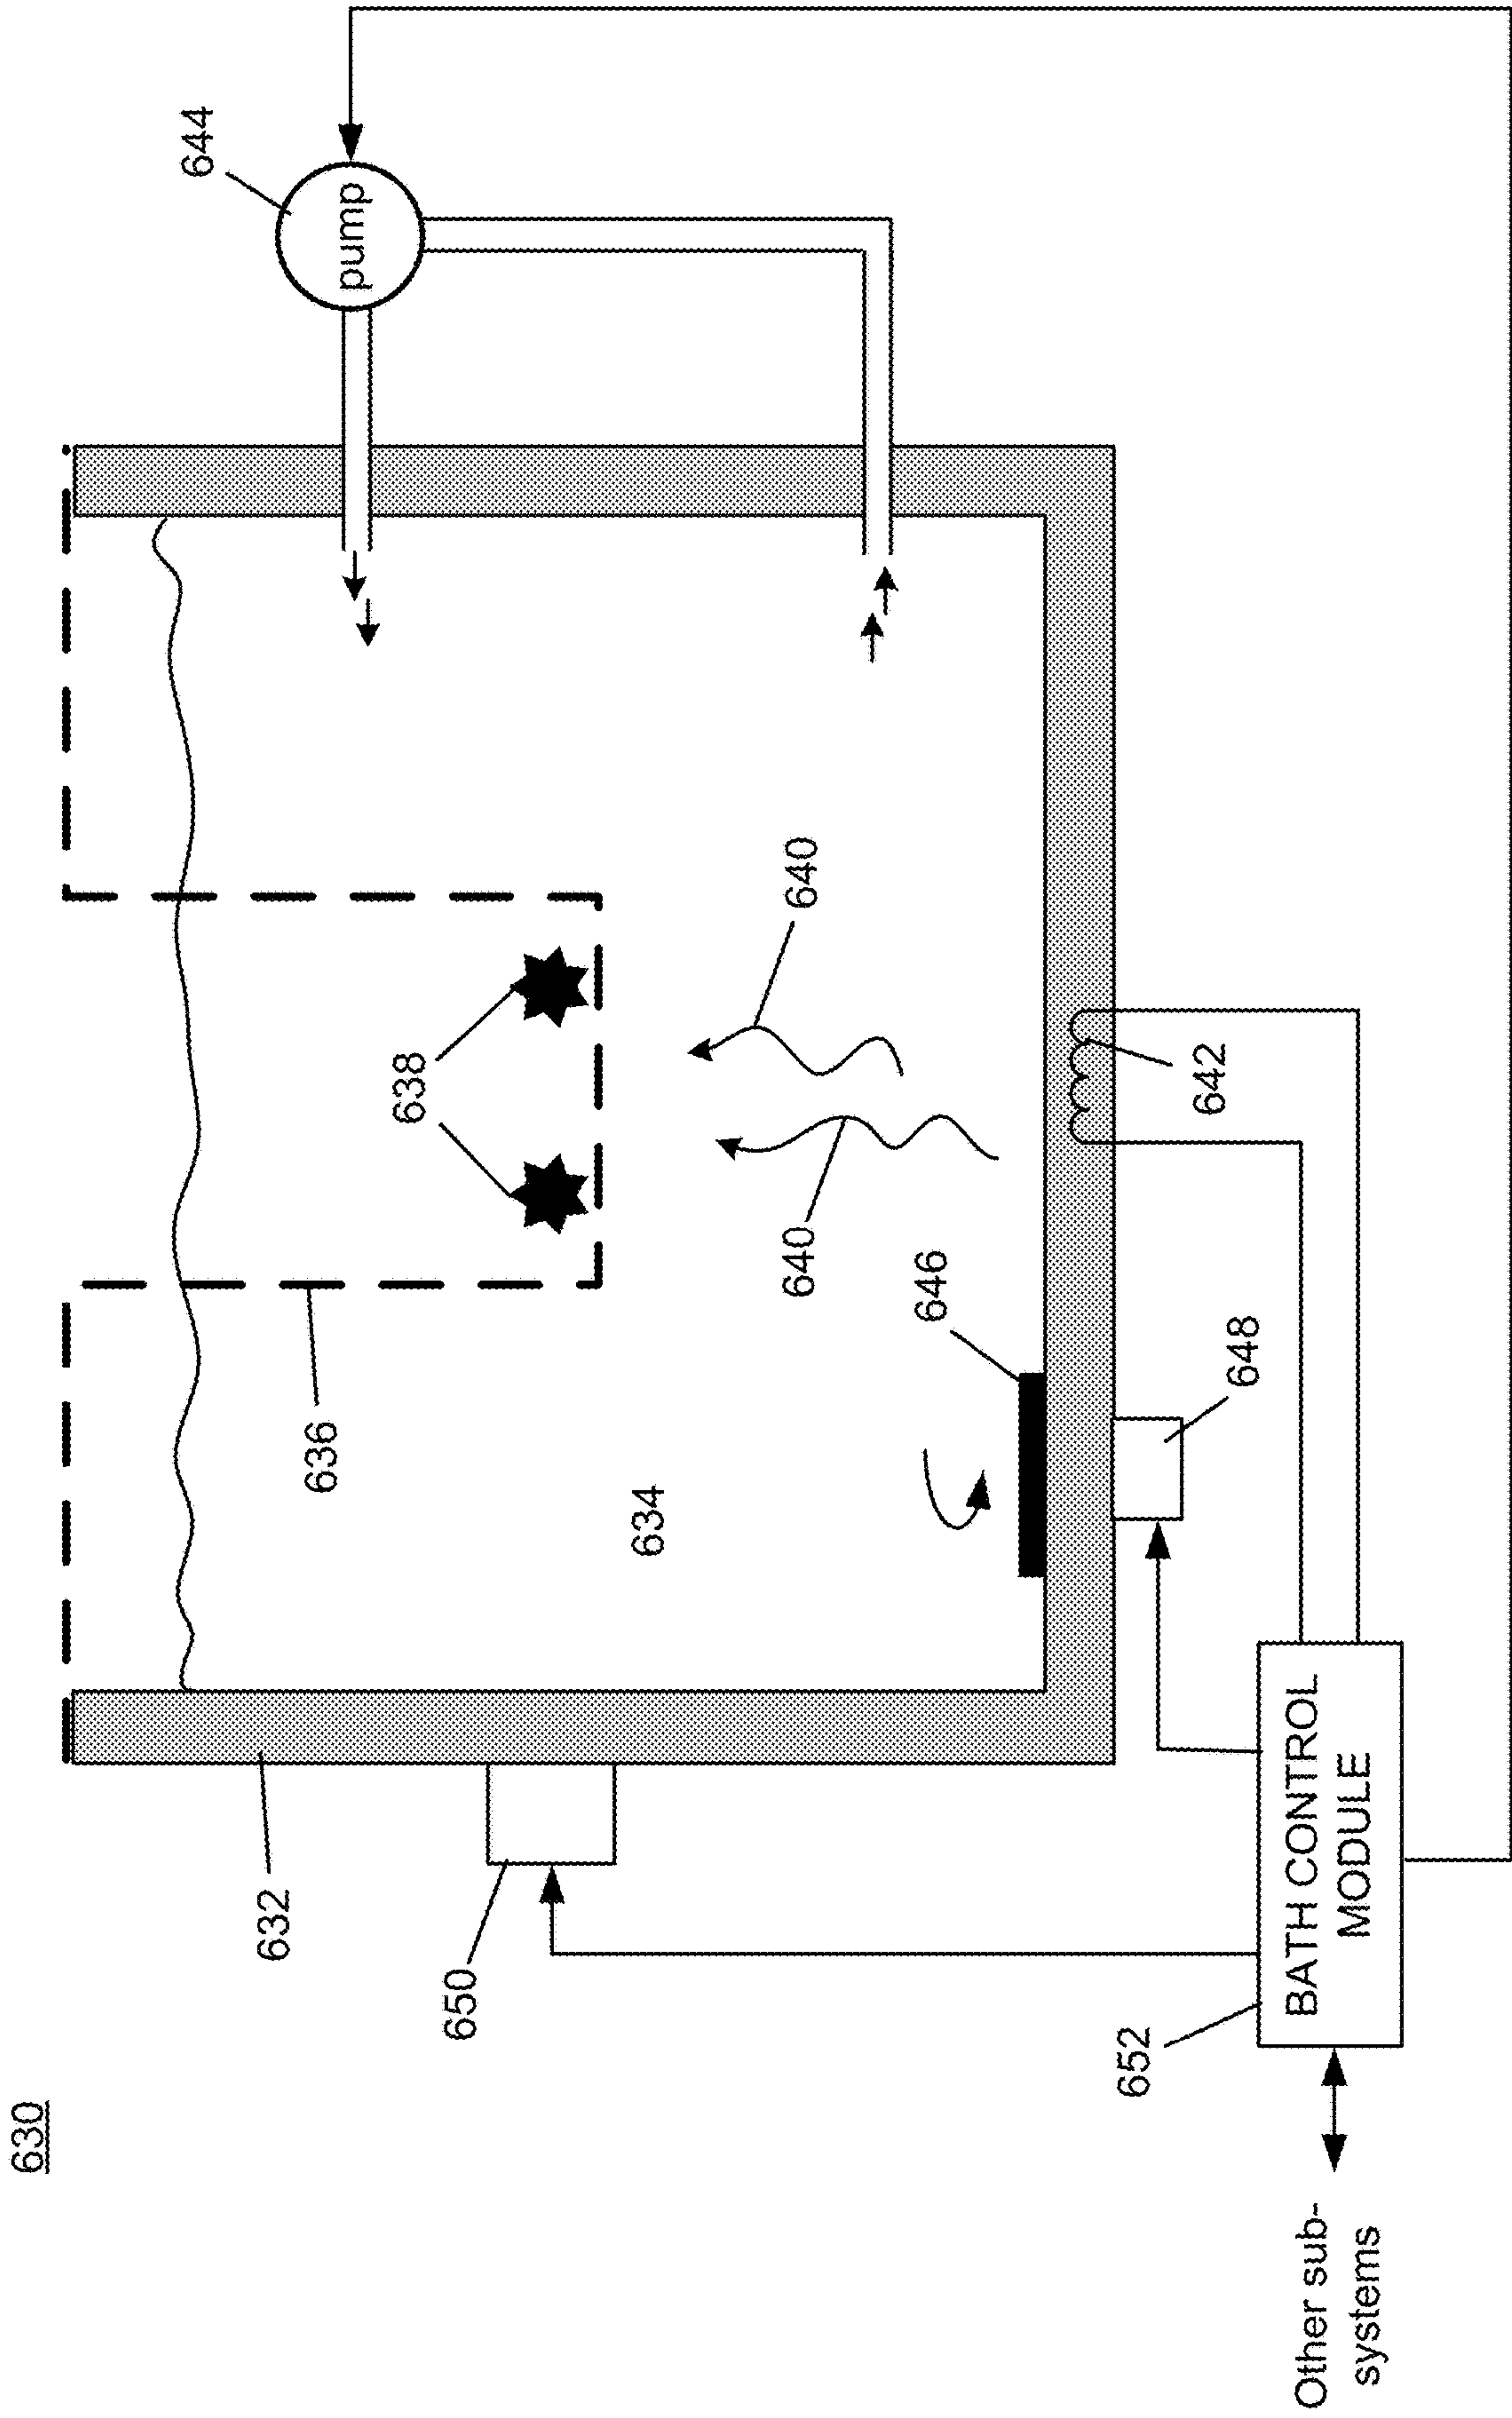 630
644
pump
636
638
640
640
634
632
650
646
642
648
652
BATH CONTROL
MODULE
Other sub-
systems